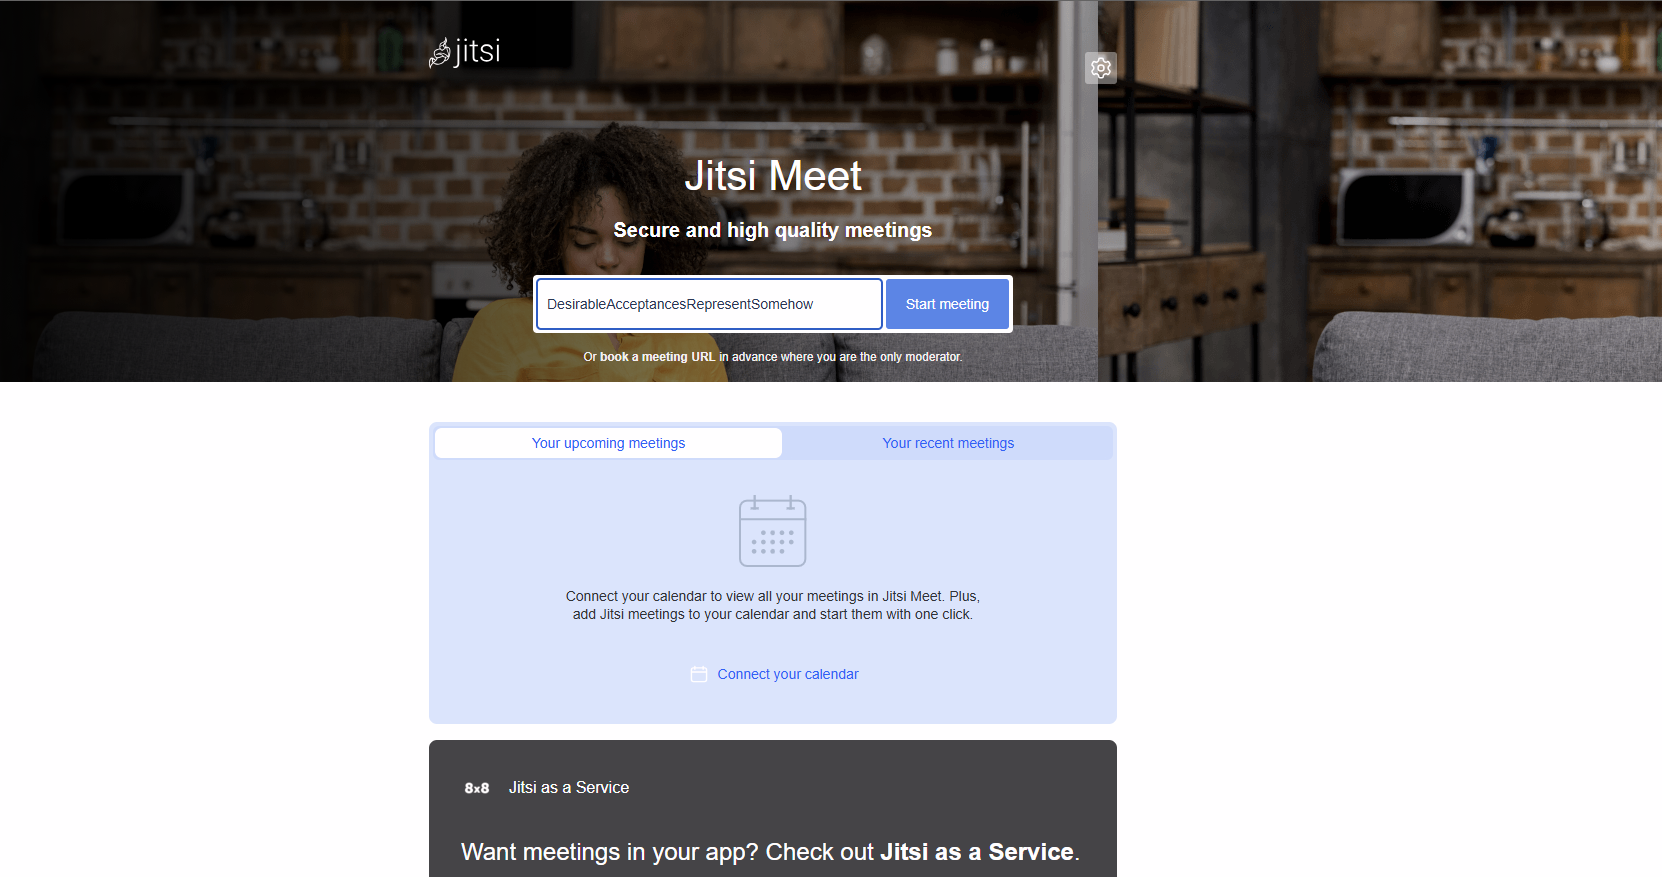 jitsi
Jitsi Meet
Secure and high quality meetings
DesirableAcceptancesRepresentSomehow
Start meeting
Or book a meeting URL in advance where you are the only moderator.
Your upcoming meetings
Your recent meetings
Connect your calendar to view all your meetings in Jitsi Meet. Plus,
add Jitsi meetings to your calendar and start them with one click.
Connect your calendar
8x8 Jitsi as a Service
Want meetings in your app? Check out Jitsi as a Service.